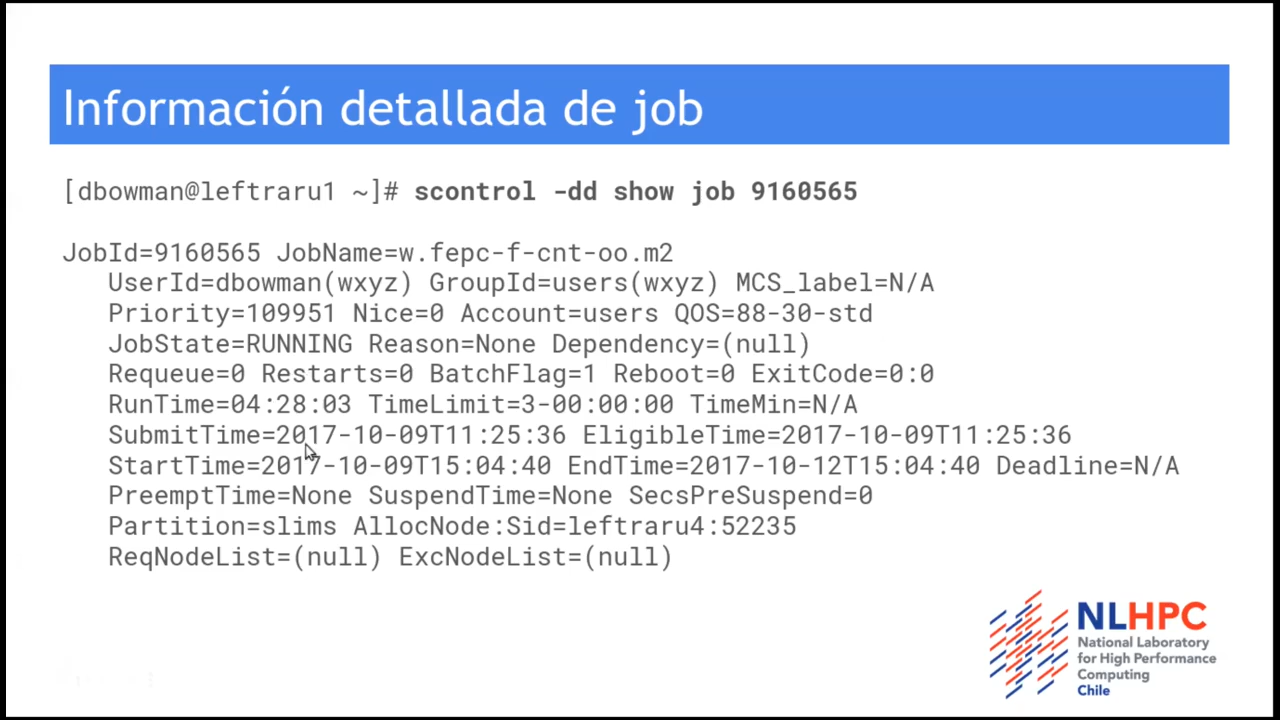 Información detallada de job
[dbowman@leftraru1 ~]# scontrol -dd show job 9160565
JobId=9160565 JobName=w.fepc-f-cnt-oo.m2
UserId=dbowman(wxyz) GroupId=users(wxyz) MCS_label=N/A
Priority=109951 Nice=0 Account=users QOS=88-30-std
JobState=RUNNING Reason=None Dependency=(null)
Requeue=0 Restarts=0 BatchFlag=1 Reboot=0 ExitCode=0:0
RunTime=04:28:03 TimeLimit=3-00:00:00 TimeMin=N/A
SubmitTime=2017-10-09T11:25:36 EligibleTime=2017-10-09T11:25:36
StartTime=2017-10-09T15:04:40 EndTime=2017-10-12T15:04:40 Deadline=N/A
PreemptTime=None SuspendTime=None SecsPreSuspend=0
Partition=slims AllocNode:Sid=leftraru4:52235
ReqNodeList=(null) ExcNodeList=(null)
NLHPC
National Laboratory
for High Performance
Computing
Chile